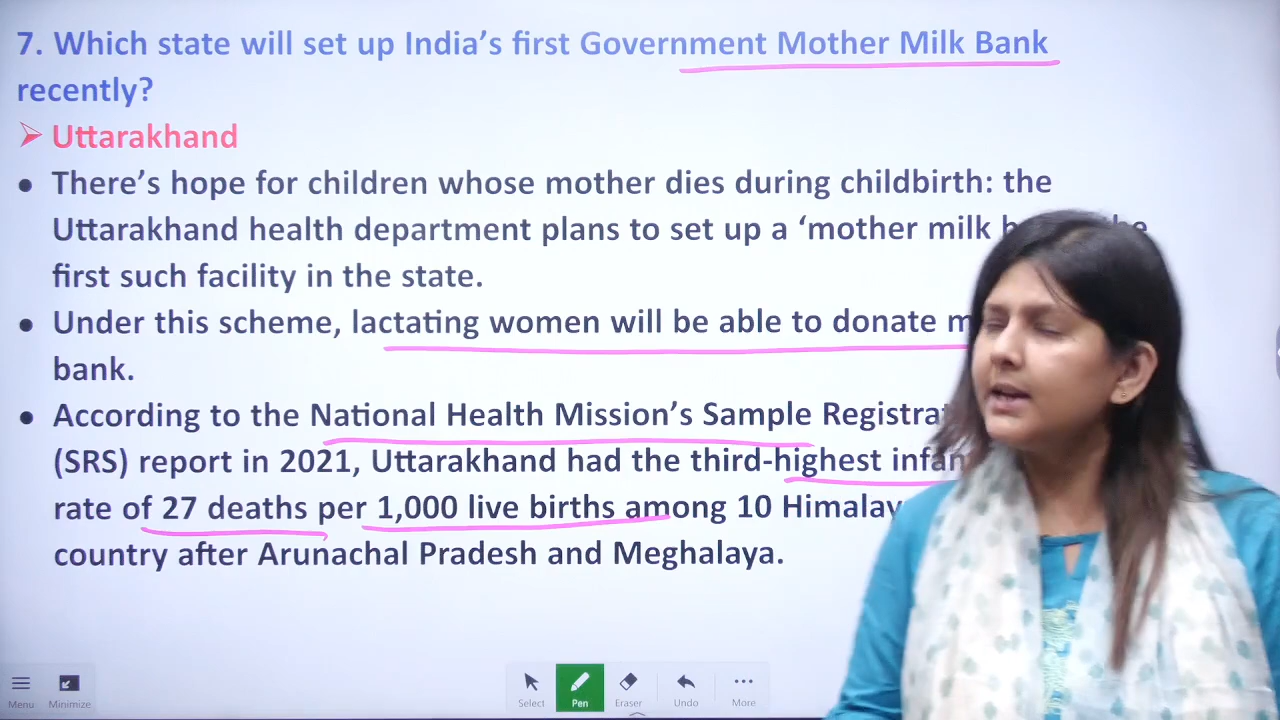 7. Which state will set up India's first Government Mother Milk Bank
recently?
➢ Uttarakhand
• There's hope for children whose mother dies during childbirth: the
Uttarakhand health department plans to set up a 'mother milk
first such facility in the state.
• Under this scheme, lactating women will be able to donate
bank.
• According to the National Health Mission's Sample
(SRS) report in 2021, Uttarakhand had the third-highest
rate of 27 deaths per 1,000 live births among 10
country after Arunachal Pradesh and Meghalaya.
Menu Minimize Select Pen Eraser Undo More